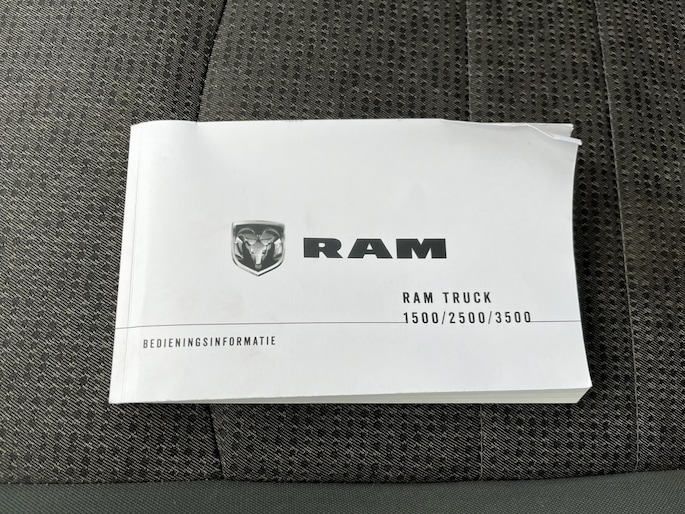 RAM
RAM TRUCK
1500/2500/3500
BEDIENINGSINFORMATIE